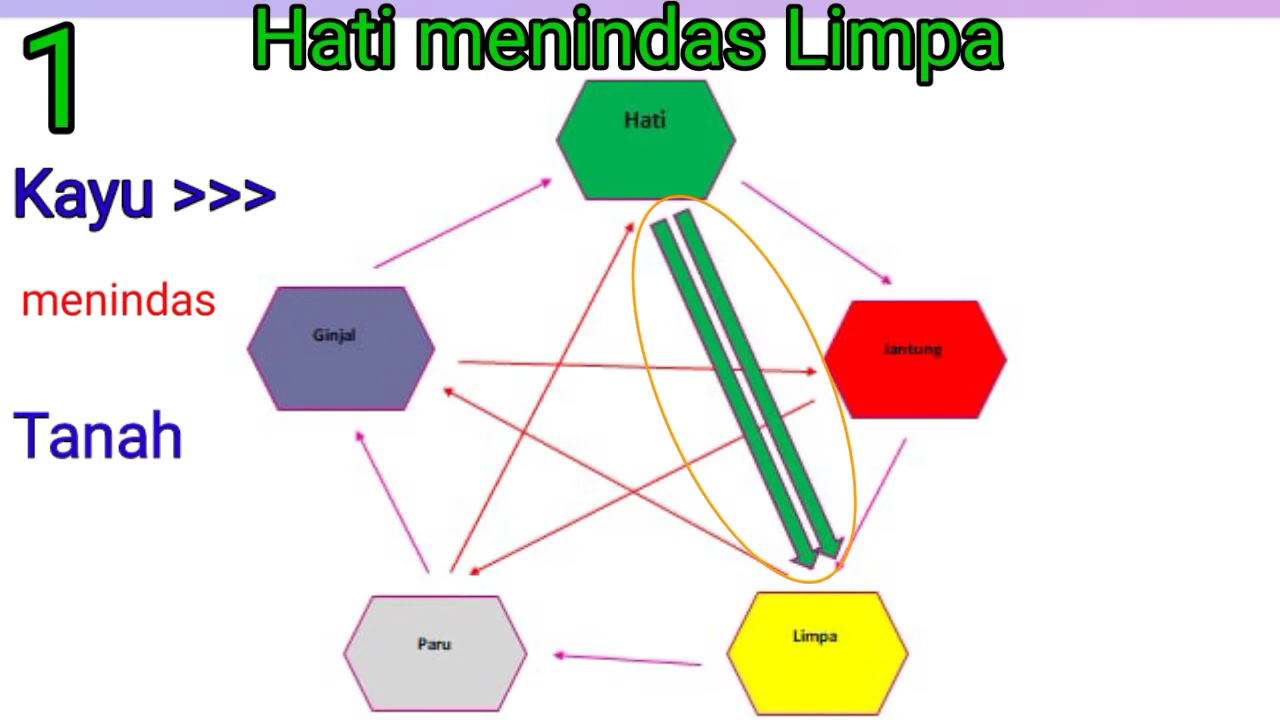 1
Hati menindas Limpa
Hati
Kayu >>>
menindas
Ginjal
Jantung
Tanah
Paru
Limpa